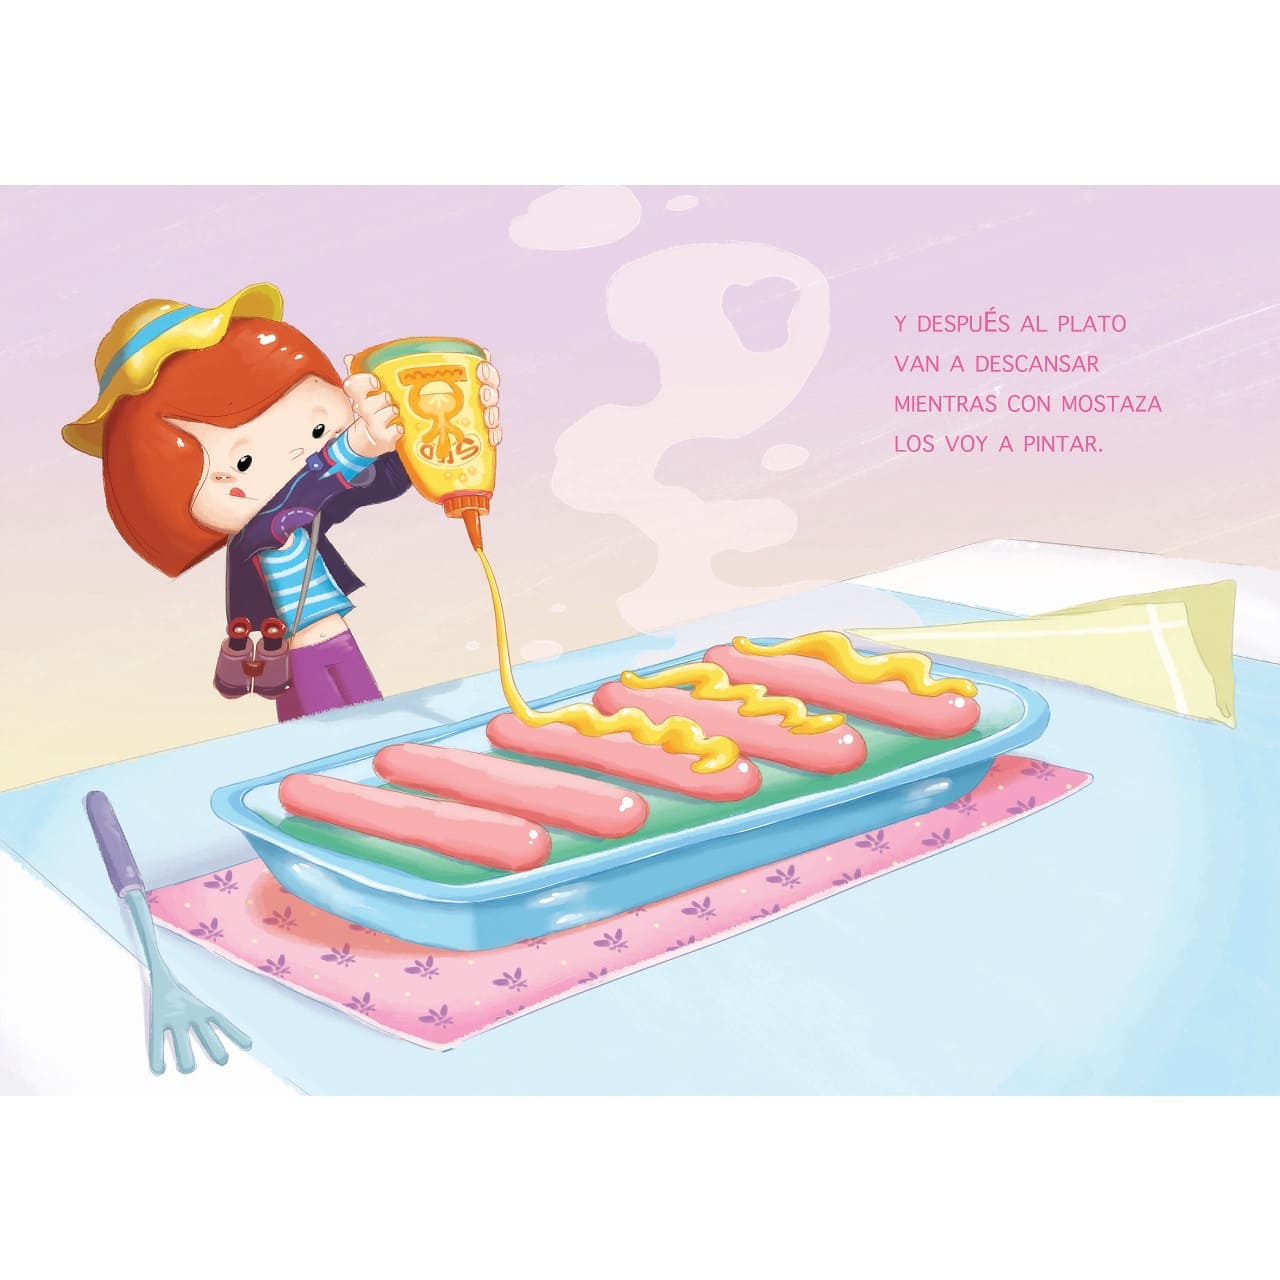 Y DESPUÉS AL PLATO
VAN A DESCANSAR
MIENTRAS CON MOSTAZA
LOS VOY A PINTAR.